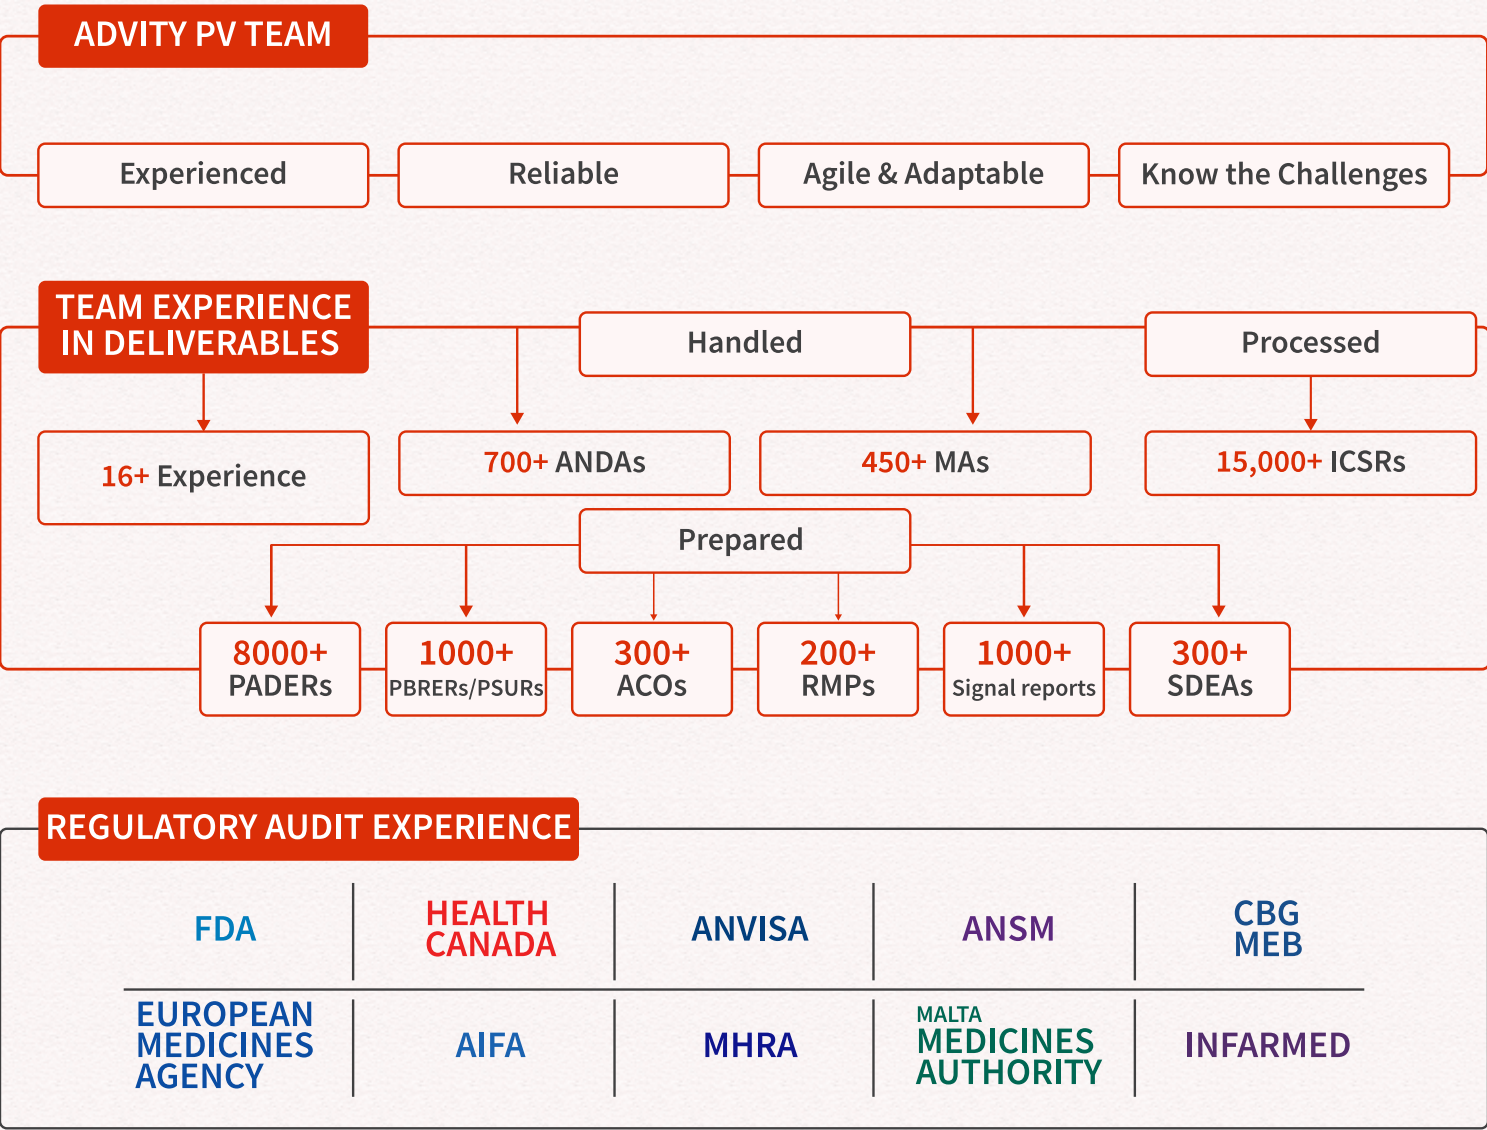 ADVITY PV TEAM
Experienced
Reliable
Agile & Adaptable
Know the Challenges
TEAM EXPERIENCE
IN DELIVERABLES
Handled
Processed
16+ Experience
700+ ANDAs
450+ MAs
15,000+ ICSRs
Prepared
8000+
PADERs
1000+
PBRERs/PSURs
300+
ACOs
200+
RMPs
1000+
Signal reports
300+
SDEAs
REGULATORY AUDIT EXPERIENCE
FDA
HEALTH
CANADA
ANVISA
ANSM
CBG
MEB
EUROPEAN
MEDICINES
AGENCY
AIFA
MHRA
MALTA
MEDICINES
AUTHORITY
INFARMED